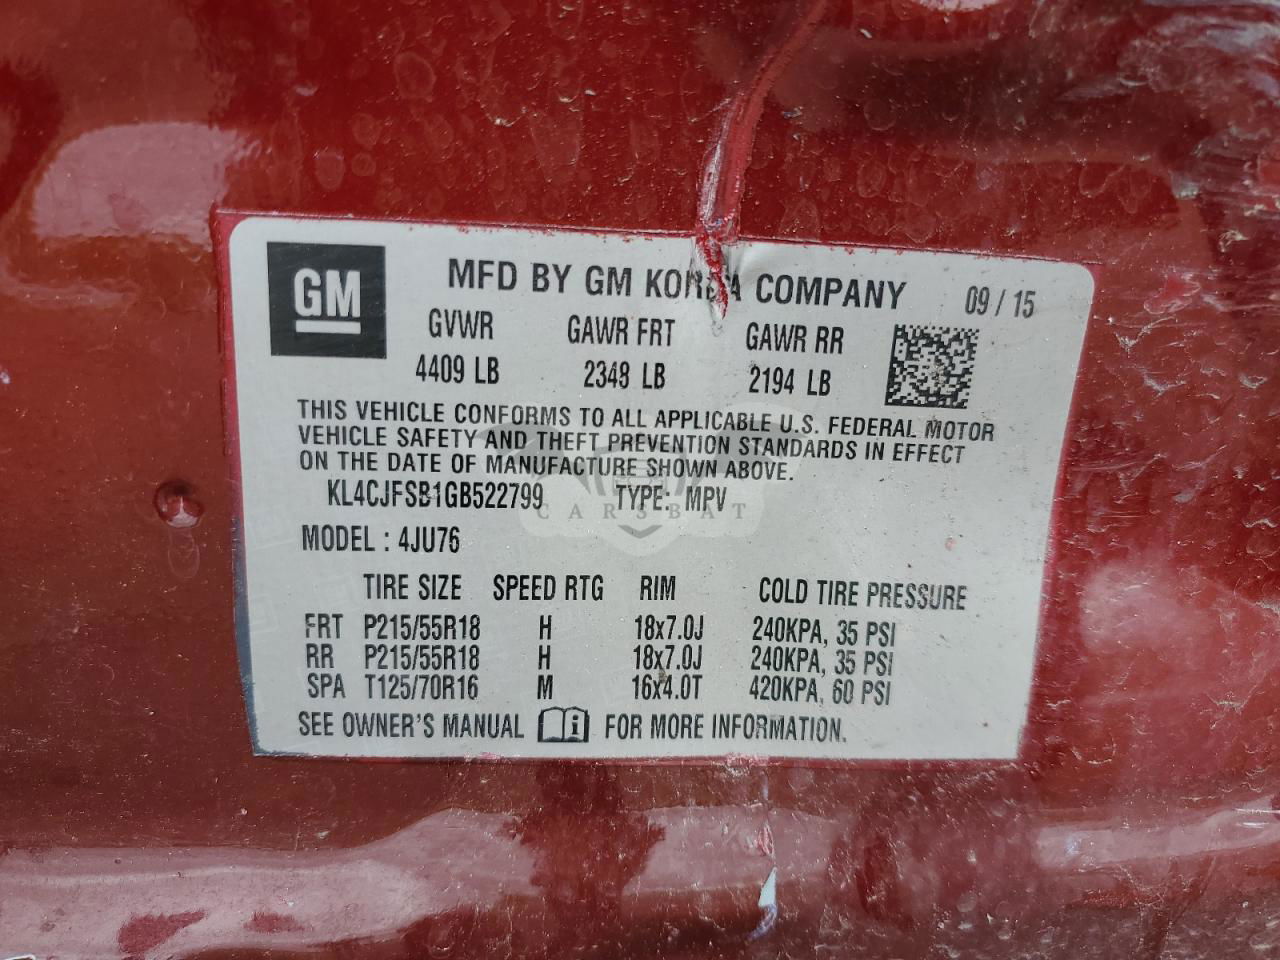 GM
MFD BY GM KOREA COMPANY 09 / 15
GVWR GAWR FRT GAWR RR
4409 LB 2348 LB 2194 LB
THIS VEHICLE CONFORMS TO ALL APPLICABLE U.S. FEDERAL MOTOR
VEHICLE SAFETY AND THEFT PREVENTION STANDARDS IN EFFECT
ON THE DATE OF MANUFACTURE SHOWN ABOVE.
KL4CJFSB1GB522799 TYPE: MPV
CARSBAT
MODEL : 4JU76
TIRE SIZE SPEED RTG RIM COLD TIRE PRESSURE
FRT P215/55R18 H 18x7.0J 240KPA, 35 PSI
RR P215/55R18 H 18x7.0J 240KPA, 35 PSI
SPA T125/70R16 M 16x4.0T 420KPA, 60 PSI
SEE OWNER'S MANUAL i FOR MORE INFORMATION.